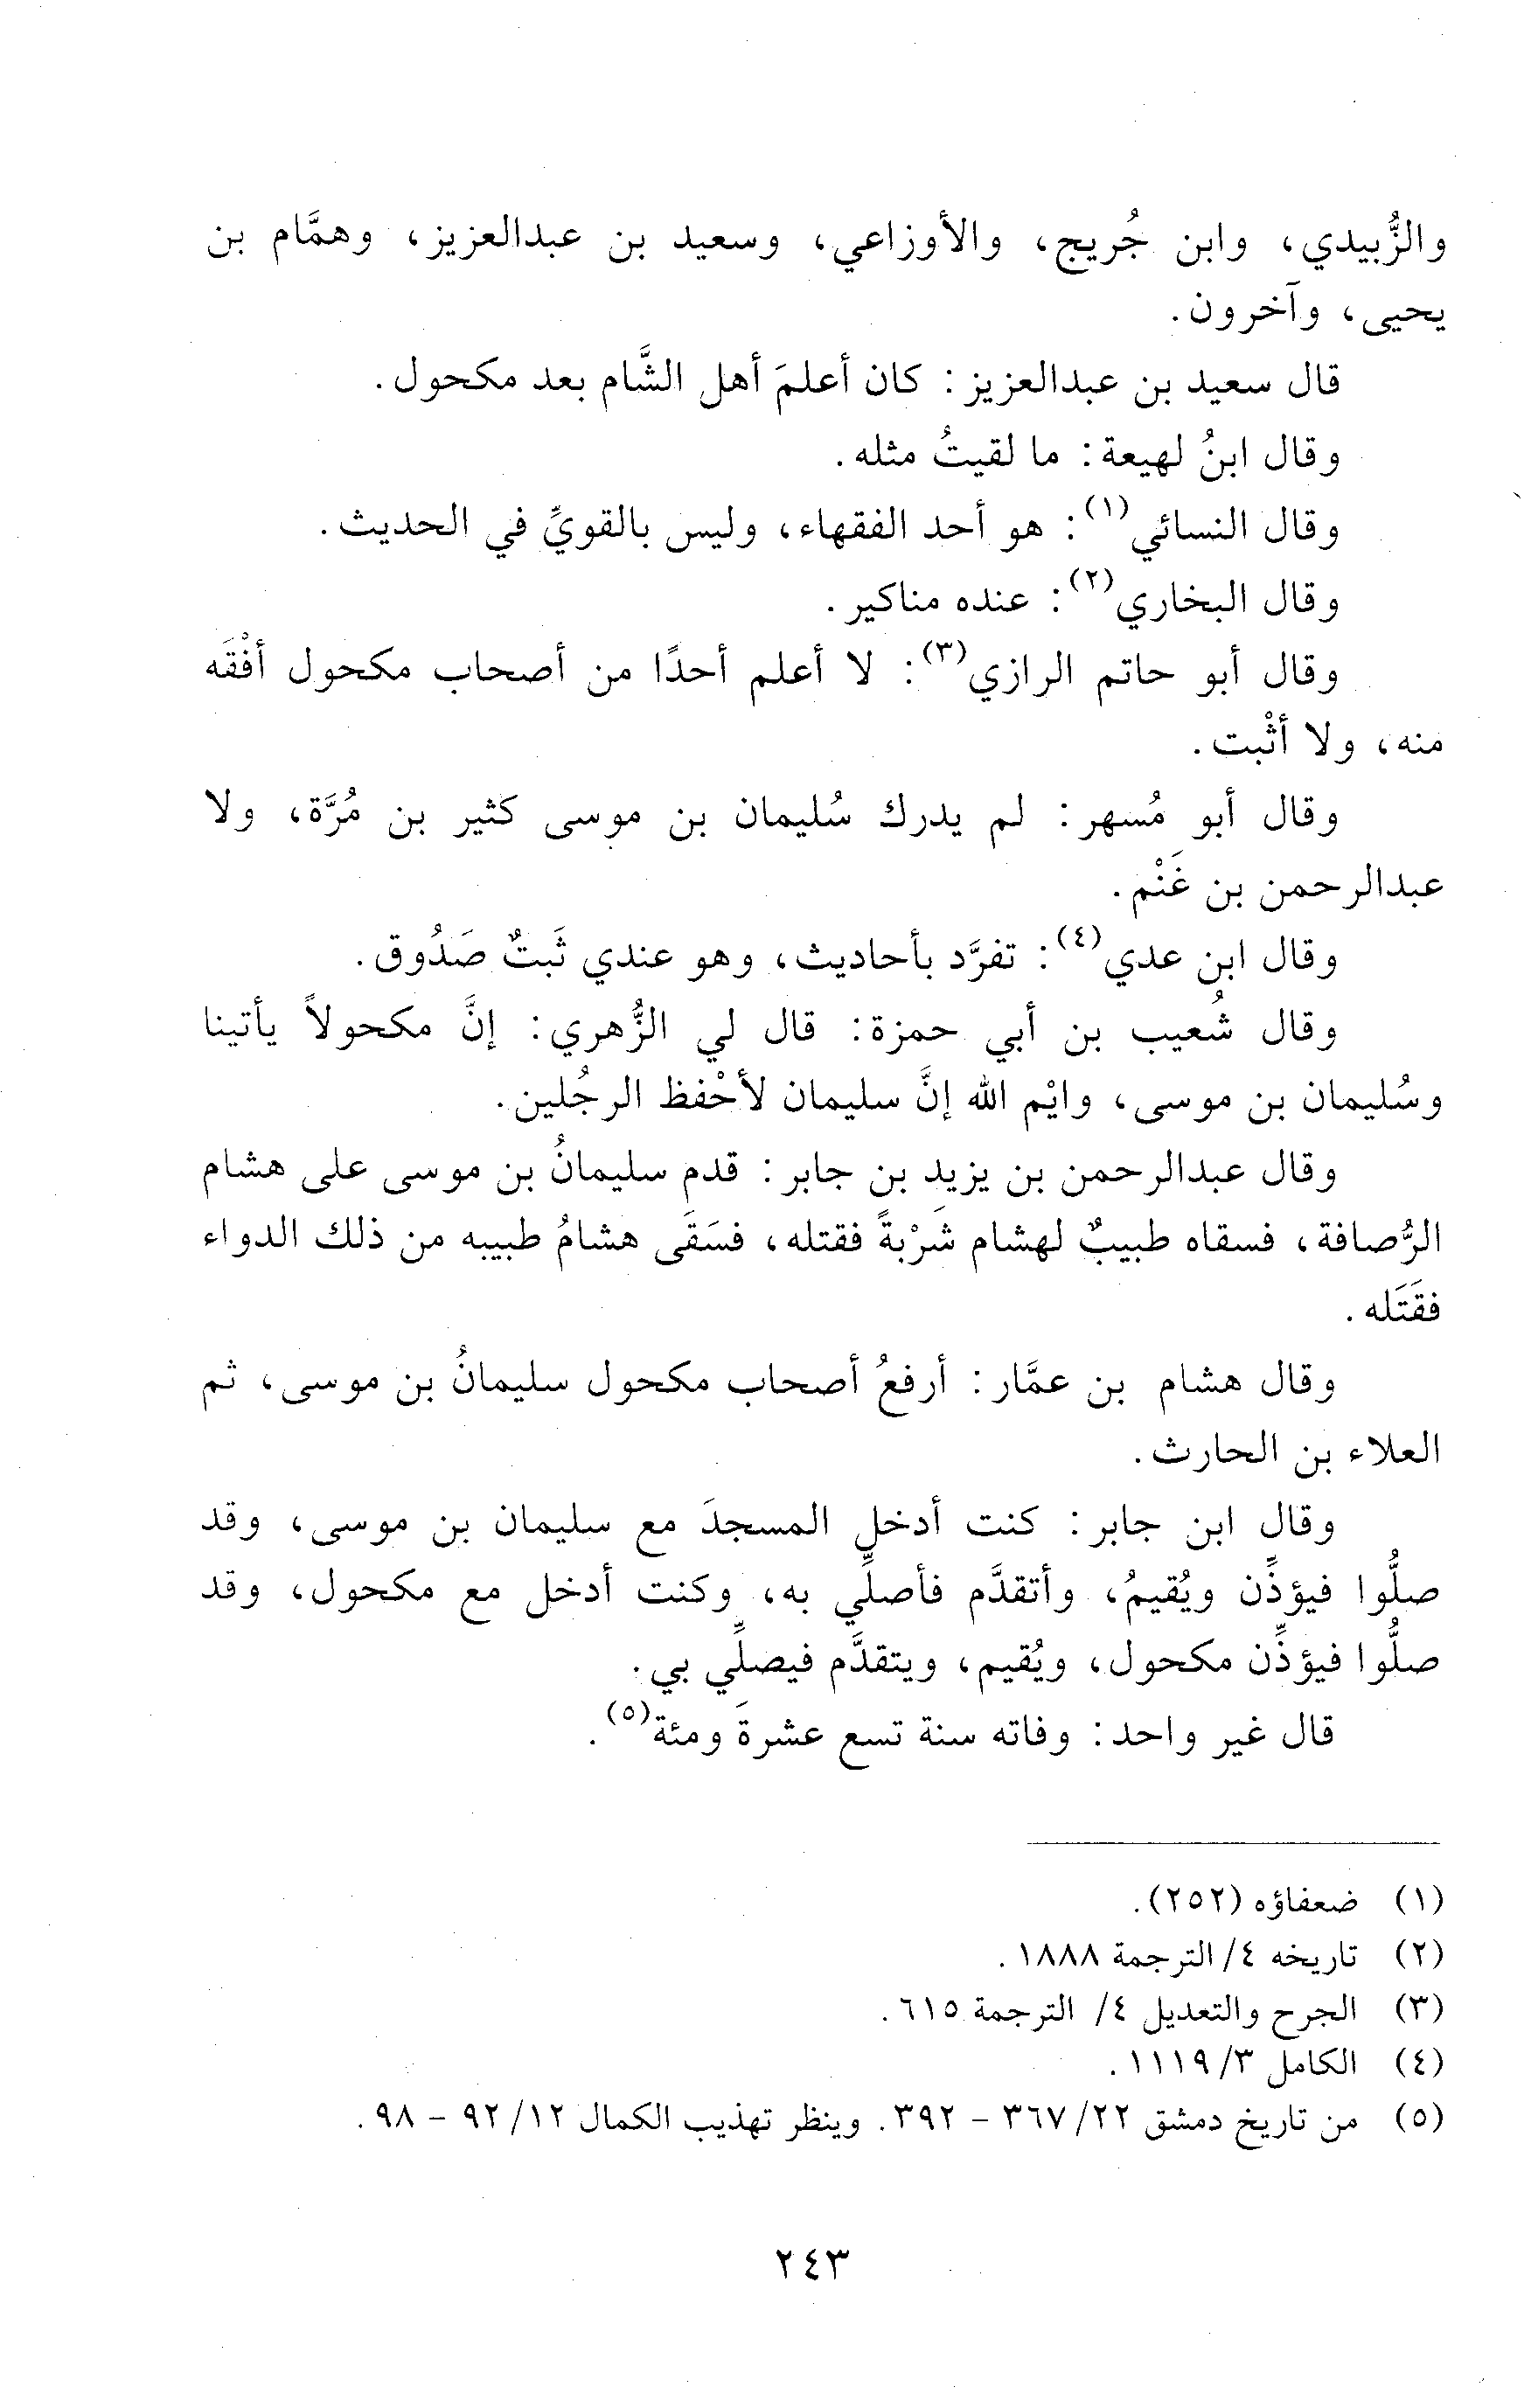 والزُّبيدي، وابن جُريج، والأوزاعي، وسعيد بن عبدالعزيز، وهمَّام بن
يحيى، وآخرون.
قال سعيد بن عبدالعزيز: كان أعلمَ أهل الشَّام بعد مكحول.
وقال ابنُ لهيعة: ما لقيتُ مثله.
وقال النسائي(١): هو أحد الفقهاء، وليس بالقويِّ في الحديث.
وقال البخاري(٢): عنده مناكير.
وقال أبو حاتم الرازي(٣): لا أعلم أحدًا من أصحاب مكحول أفْقَه
منه، ولا أثْبت.
وقال أبو مُسهر: لم يدرك سُليمان بن موسى كثير بن مُرَّة، ولا
عبدالرحمن بن غَنْم.
وقال ابن عدي(٤): تفرَّد بأحاديث، وهو عندي ثَبتٌ صَدُوق.
وقال شُعيب بن أبي حمزة: قال لي الزُّهري: إنَّ مكحولاً يأتينا
وسُليمان بن موسى، وايْم الله إنَّ سليمان لأحْفظ الرجُلين.
وقال عبدالرحمن بن يزيد بن جابر: قدم سليمانُ بن موسى على هشام
الرُّصافة، فسقاه طبيبٌ لهشام شَرْبةً فقتله، فسَقَى هشامُ طبيبه من ذلك الدواء
فقَتَله.
وقال هشام بن عمَّار: أرفعُ أصحاب مكحول سليمانُ بن موسى، ثم
العلاء بن الحارث.
وقال ابن جابر: كنت أدخل المسجدَ مع سليمان بن موسى، وقد
صلُّوا فيؤذِّن ويُقيمُ، وأتقدَّم فأصلِّي به، وكنت أدخل مع مكحول، وقد
صلُّوا فيؤذِّن مكحول، ويُقيم، ويتقدَّم فيصلِّي بي.
قال غير واحد: وفاته سنة تسع عشرةَ ومئة(٥).
(١) ضعفاؤه (٢٥٢).
(٢) تاريخه ٤/ الترجمة ١٨٨٨.
(٣) الجرح والتعديل ٤/ الترجمة ٦١٥.
(٤) الكامل ٣/ ١١١٩.
(٥) من تاريخ دمشق ٢٢/ ٣٦٧ - ٣٩٢. وينظر تهذيب الكمال ١٢/ ٩٢ - ٩٨.
٢٤٣